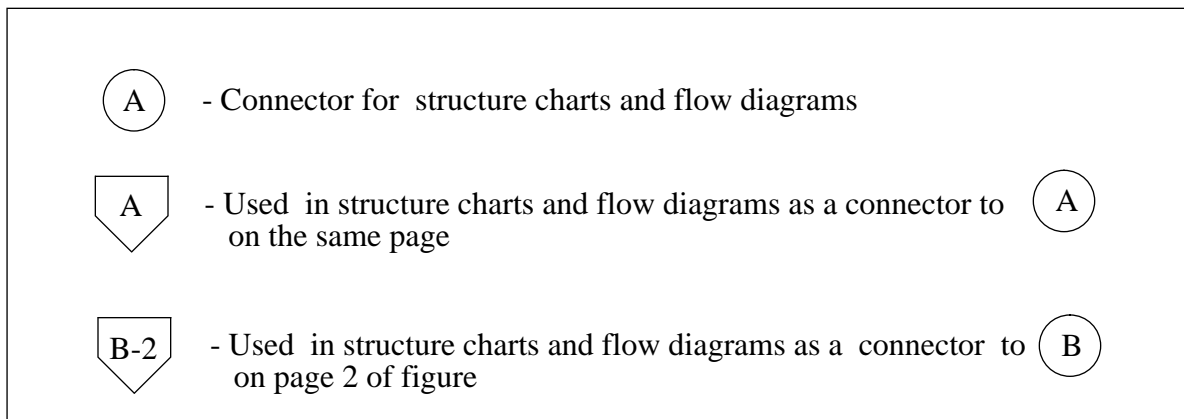 A - Connector for structure charts and flow diagrams
A - Used in structure charts and flow diagrams as a connector to A
on the same page
B-2 - Used in structure charts and flow diagrams as a connector to B
on page 2 of figure